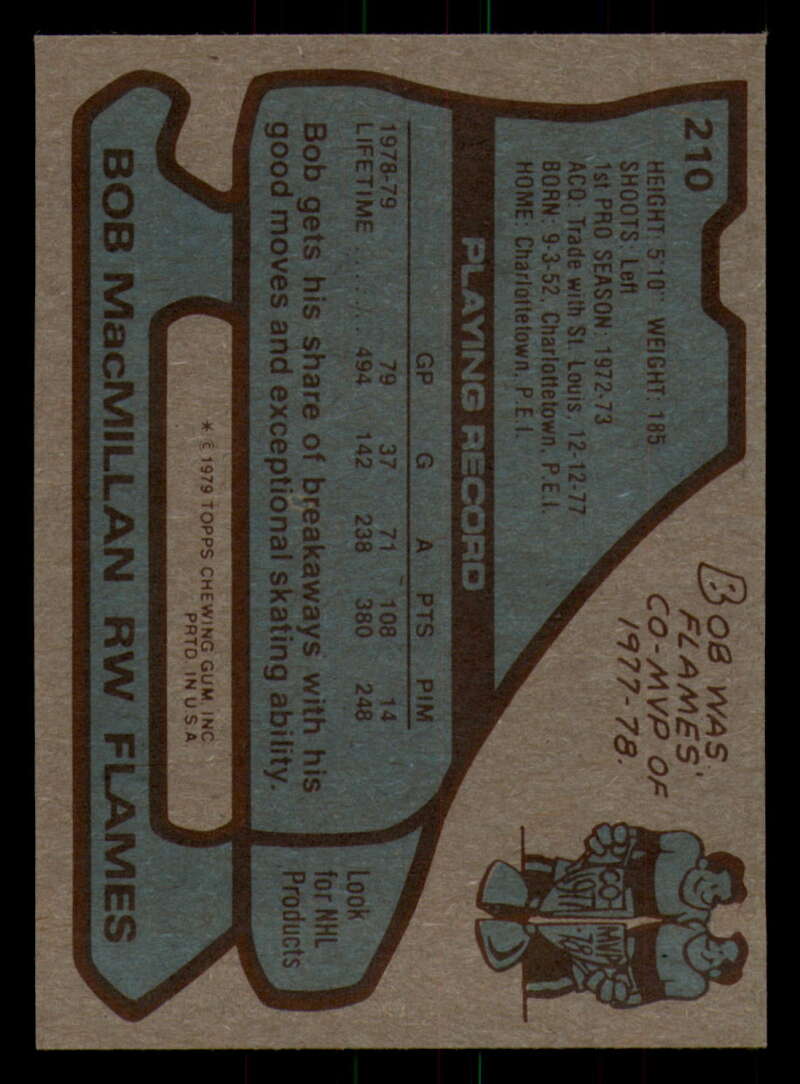 210
HEIGHT: 5'10" WEIGHT: 185
SHOOTS: Left
1st PRO SEASON: 1972-73
ACQ: Trade with St. Louis, 12-12-77
BORN: 9-3-52, Charlottetown, P.E.I.
HOME: Charlottetown, P.E.I.
BOB WAS
FLAMES'
CO-MVP OF
1977-78.
CO-MVP
1977-78
PLAYING RECORD
GP G A PTS PIM
1978-79 79 37 71 108 14
LIFETIME 494 142 238 380 248
Bob gets his share of breakaways with his
good moves and exceptional skating ability.
Look
for NHL
Products
* © 1979 TOPPS CHEWING GUM, INC.
PRTD. IN U.S.A.
BOB MacMILLAN RW FLAMES